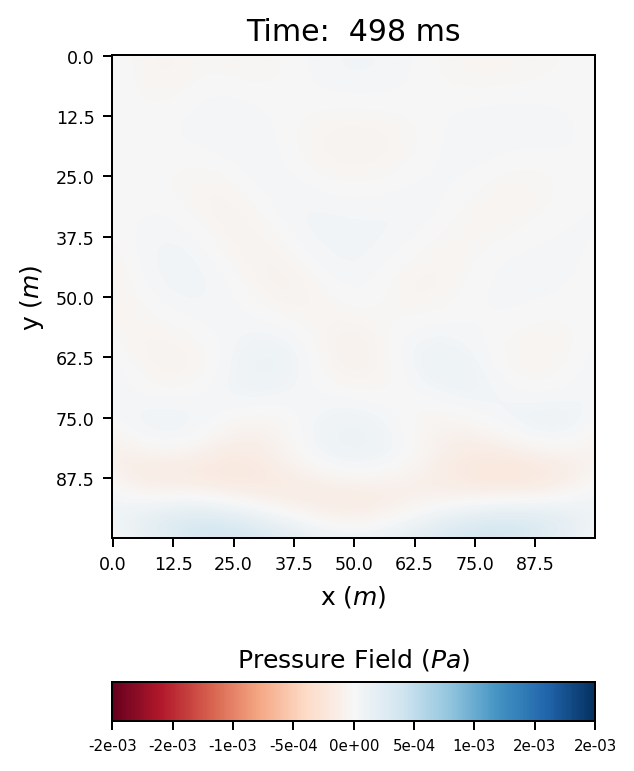 Time:  498 ms
0.0
12.5
25.0
37.5
50.0
62.5
75.0
87.5
y (m)
0.0 12.5 25.0 37.5 50.0 62.5 75.0 87.5
x (m)
Pressure Field (Pa)
-2e-03 -2e-03 -1e-03 -5e-04 0e+00 5e-04 1e-03 2e-03 2e-03